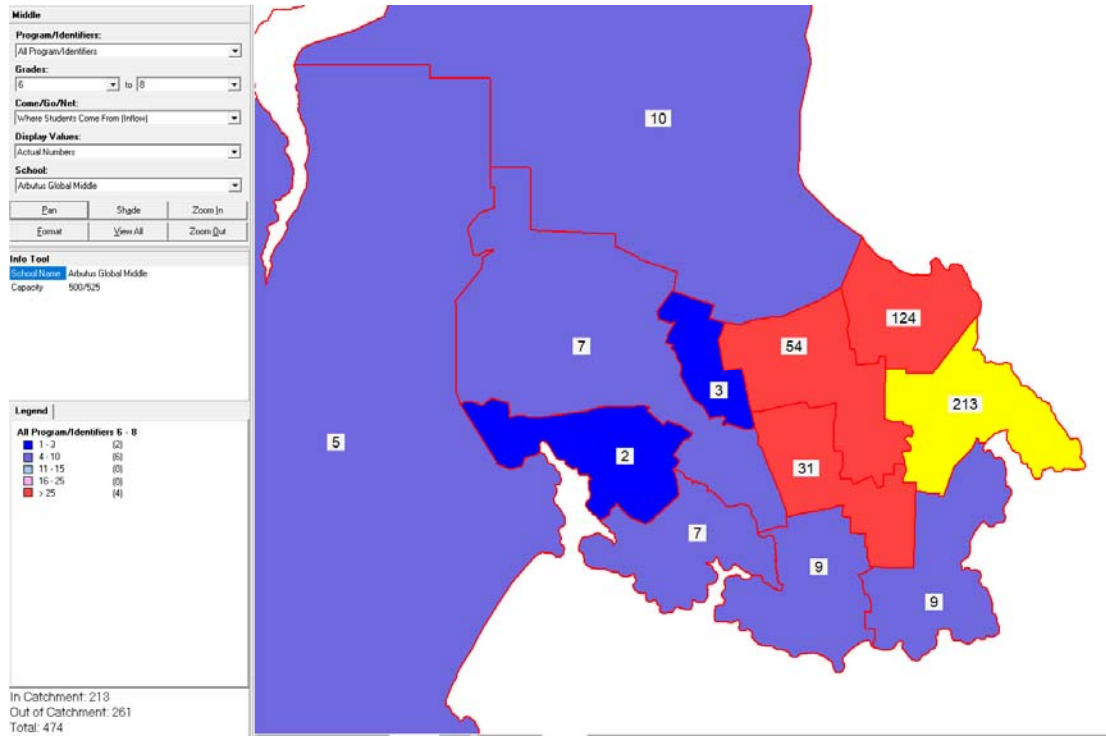 Middle
Program/Identifiers:
All Program/Identifiers
Grades:
6 to 8
Come/Go/Net:
Where Students Come From (Inflow)
Display Values:
Actual Numbers
School:
Arbutus Global Middle
Pan Shade Zoom In
Format View All Zoom Out
Info Tool
School Name Arbutus Global Middle
Capacity 500/525
Legend
All Program/Identifiers 6 - 8
1 - 3 (2)
4 - 10 (6)
11 - 15 (0)
16 - 25 (0)
> 25 (4)
In Catchment: 213
Out of Catchment: 261
Total: 474
10
124
7
54
3
213
5
2
31
7
9
9